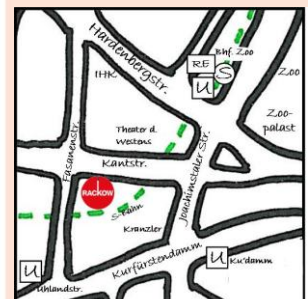 Hardenbergstr.
Bhf. Zoo
RE
S
U
Zoo
IHK
Zoo-
palast
Theater d.
Westens
Fasanenstr.
Kantstr.
Joachimstaler Str.
RACKOW
S-Bahn
Kranzler
Kurfürstendamm
U
Uhlandstr.
U
Ku'damm